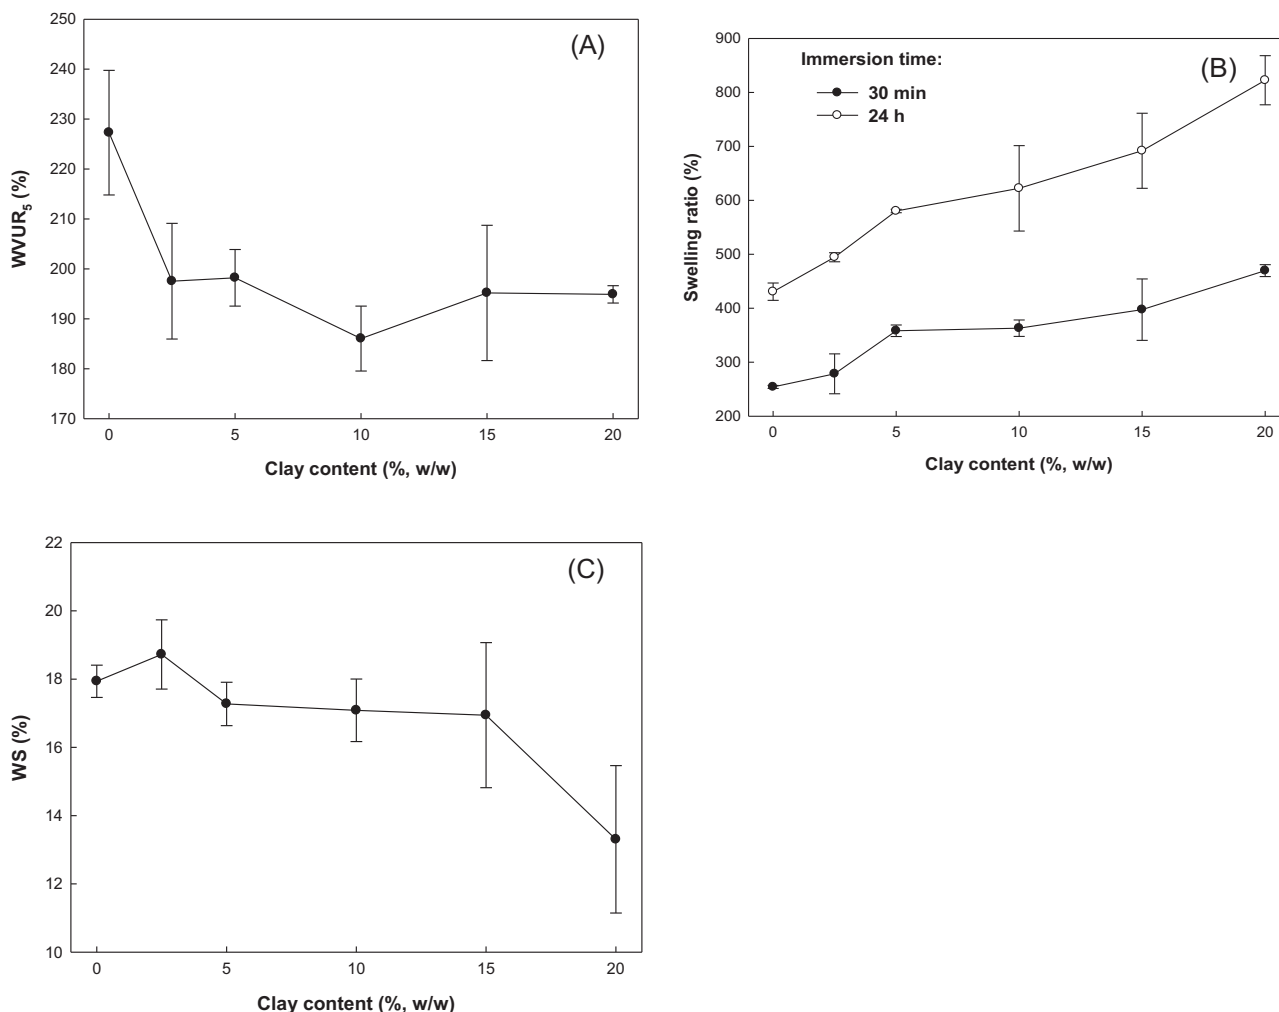 (A)
250
240
230
220
210
200
190
180
170
WVUR₅ (%)
0 5 10 15 20
Clay content (%, w/w)
(B)
Immersion time:
30 min
24 h
900
800
700
600
500
400
300
200
Swelling ratio (%)
0 5 10 15 20
Clay content (%, w/w)
(C)
22
20
18
16
14
12
10
WS (%)
0 5 10 15 20
Clay content (%, w/w)